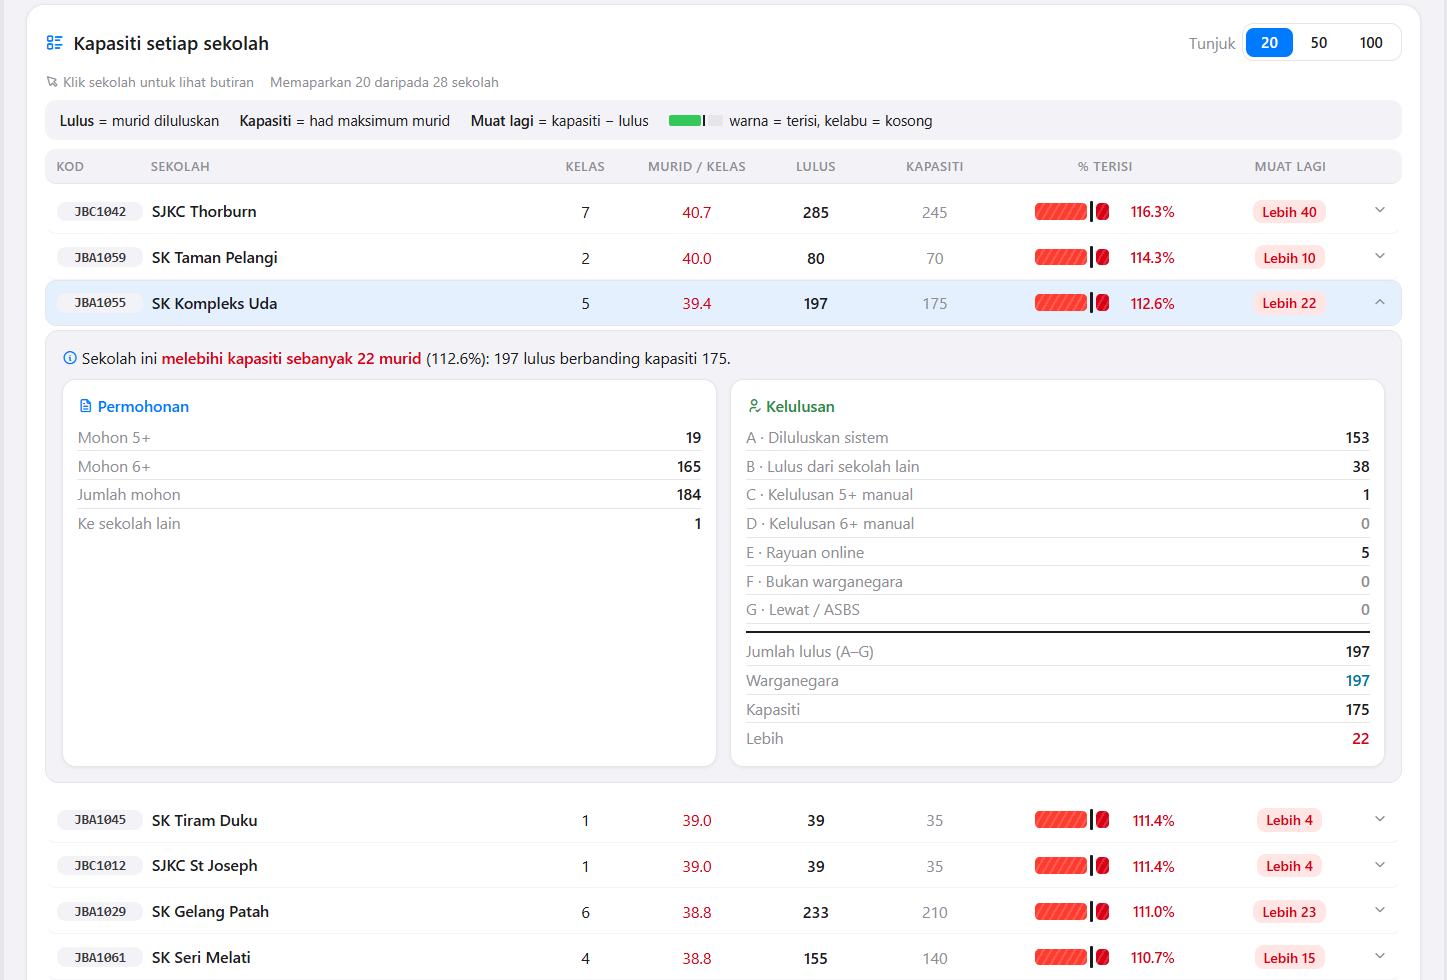 Kapasiti setiap sekolah
Tunjuk 20 50 100
Klik sekolah untuk lihat butiran Memaparkan 20 daripada 28 sekolah
Lulus = murid diluluskan Kapasiti = had maksimum murid Muat lagi = kapasiti − lulus warna = terisi, kelabu = kosong
KOD SEKOLAH KELAS MURID / KELAS LULUS KAPASITI % TERISI MUAT LAGI
JBC1042 SJKC Thorburn 7 40.7 285 245 116.3% Lebih 40
JBA1059 SK Taman Pelangi 2 40.0 80 70 114.3% Lebih 10
JBA1055 SK Kompleks Uda 5 39.4 197 175 112.6% Lebih 22
Sekolah ini melebihi kapasiti sebanyak 22 murid (112.6%): 197 lulus berbanding kapasiti 175.
Permohonan
Mohon 5+ 19
Mohon 6+ 165
Jumlah mohon 184
Ke sekolah lain 1
Kelulusan
A · Diluluskan sistem 153
B · Lulus dari sekolah lain 38
C · Kelulusan 5+ manual 1
D · Kelulusan 6+ manual 0
E · Rayuan online 5
F · Bukan warganegara 0
G · Lewat / ASBS 0
Jumlah lulus (A–G) 197
Warganegara 197
Kapasiti 175
Lebih 22
JBA1045 SK Tiram Duku 1 39.0 39 35 111.4% Lebih 4
JBC1012 SJKC St Joseph 1 39.0 39 35 111.4% Lebih 4
JBA1029 SK Gelang Patah 6 38.8 233 210 111.0% Lebih 23
JBA1061 SK Seri Melati 4 38.8 155 140 110.7% Lebih 15